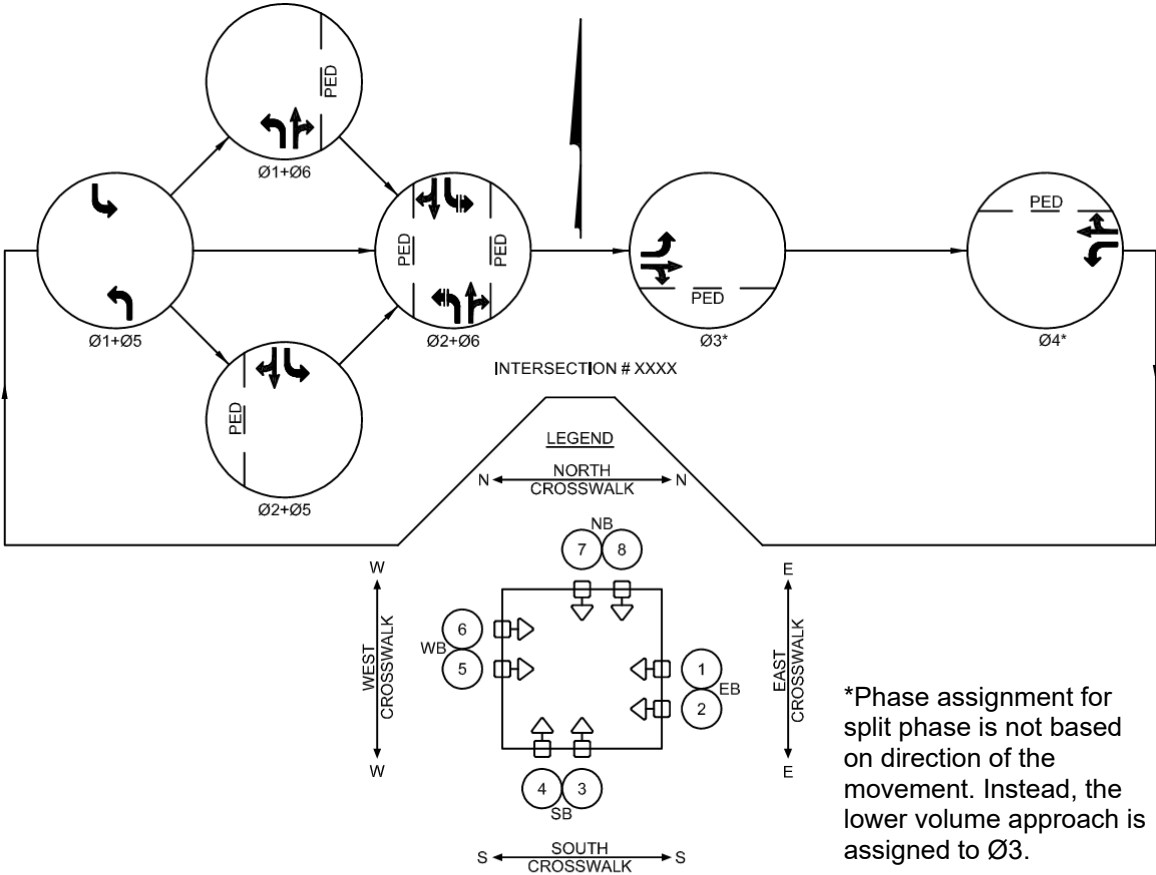 PED
Ø1+Ø6
Ø1+Ø5
PED
Ø2+Ø5
PED
PED
Ø2+Ø6
PED
Ø3*
PED
Ø4*
INTERSECTION # XXXX
LEGEND
N NORTH N
CROSSWALK
NB
7 8
W
WEST
CROSSWALK
W
6
WB
5
1
EB
2
E
EAST
CROSSWALK
E
4 3
SB
S SOUTH S
CROSSWALK
*Phase assignment for
split phase is not based
on direction of the
movement. Instead, the
lower volume approach is
assigned to Ø3.